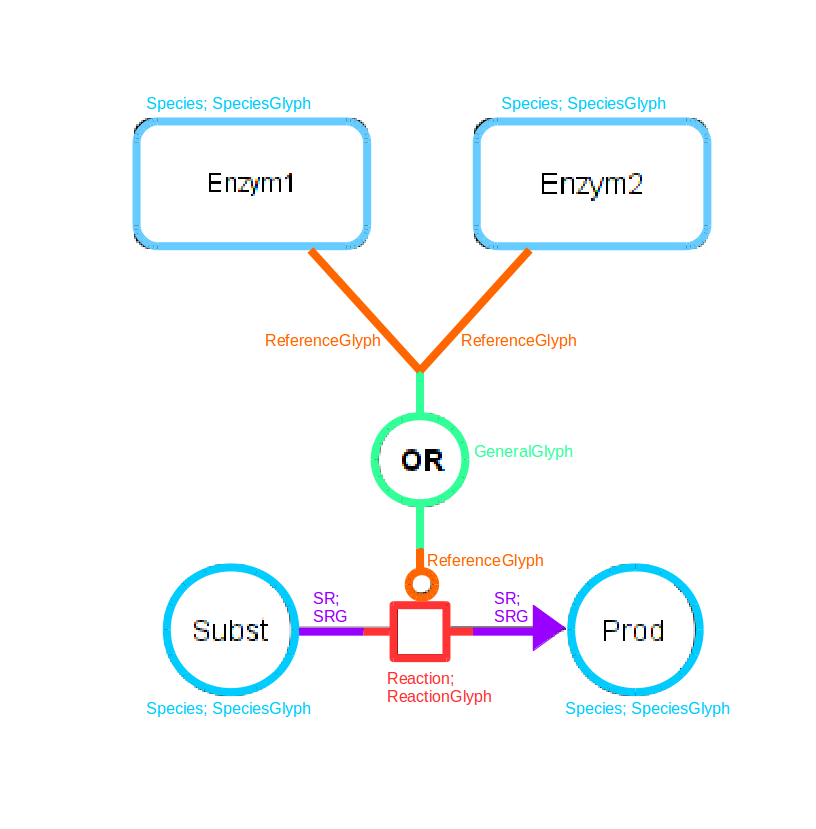 Species; SpeciesGlyph
Species; SpeciesGlyph
Enzym1
Enzym2
ReferenceGlyph
ReferenceGlyph
OR
GeneralGlyph
ReferenceGlyph
SR;
SRG
SR;
SRG
Subst
Prod
Reaction;
ReactionGlyph
Species; SpeciesGlyph
Species; SpeciesGlyph